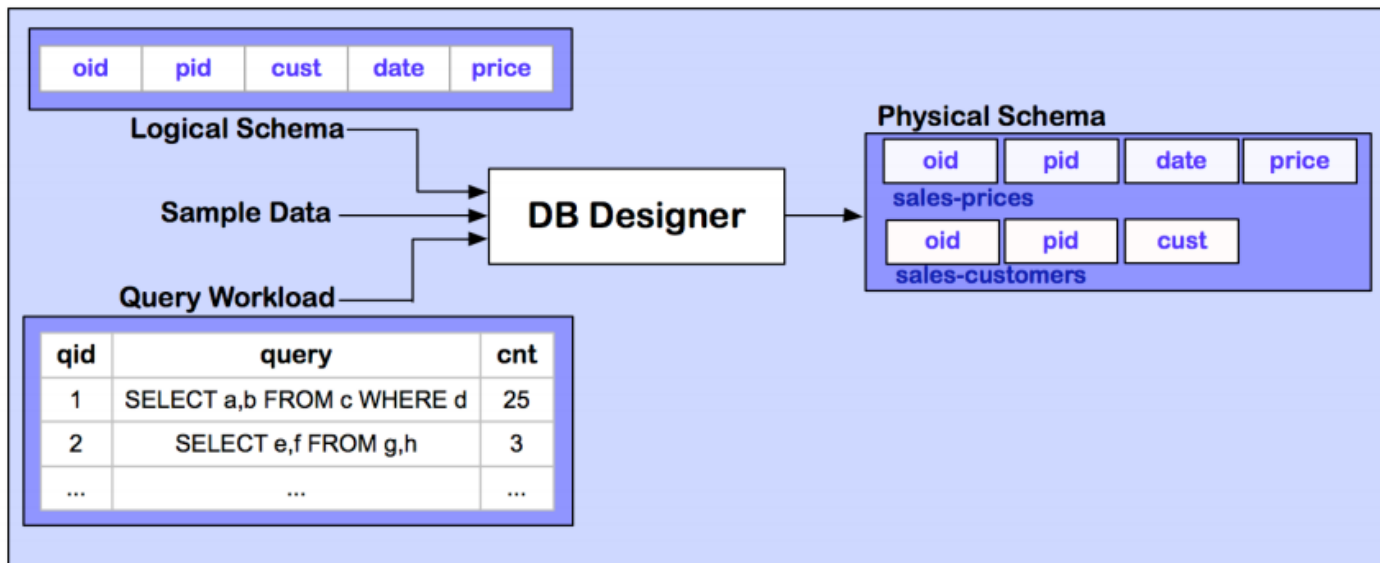 oid pid cust date price
Logical Schema
Sample Data
Query Workload
qid query cnt
1 SELECT a,b FROM c WHERE d 25
2 SELECT e,f FROM g,h 3
... ... ...
DB Designer
Physical Schema
oid pid date price
sales-prices
oid pid cust
sales-customers